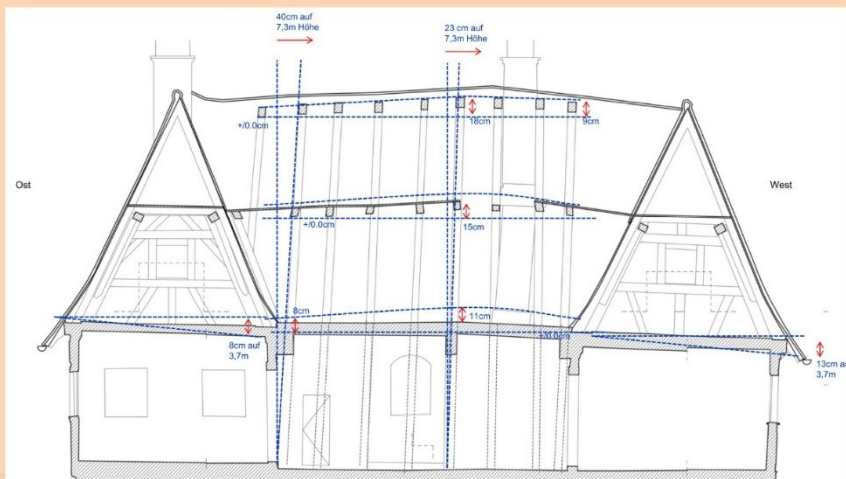 40cm auf
7,3m Höhe
23 cm auf
7,3m Höhe
+/0.0cm
18cm
9cm
Ost
West
+/0.0cm
15cm
8cm
11cm
+/0.0cm
8cm auf
3,7m
13cm au
3,7m